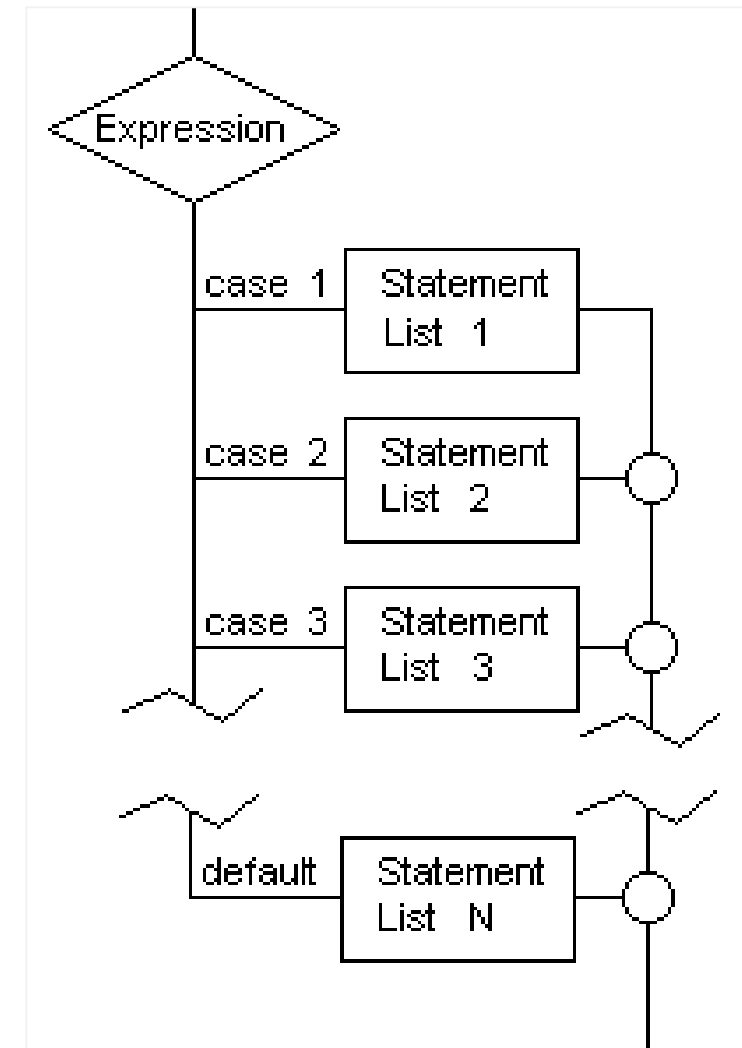 Expression
case 1
Statement
List 1
case 2
Statement
List 2
case 3
Statement
List 3
default
Statement
List N